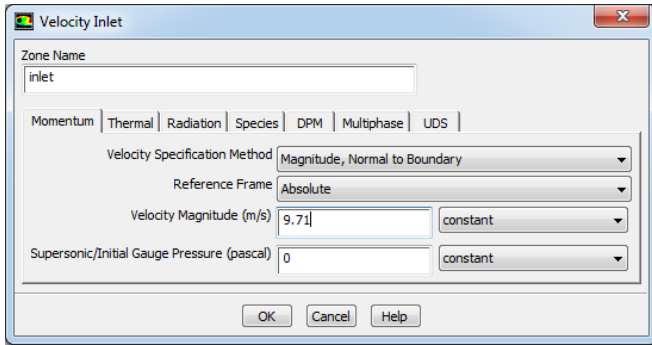 Velocity Inlet
Zone Name
inlet
Momentum Thermal Radiation Species DPM Multiphase UDS
Velocity Specification Method Magnitude, Normal to Boundary
Reference Frame Absolute
Velocity Magnitude (m/s) 9.71 constant
Supersonic/Initial Gauge Pressure (pascal) 0 constant
OK Cancel Help